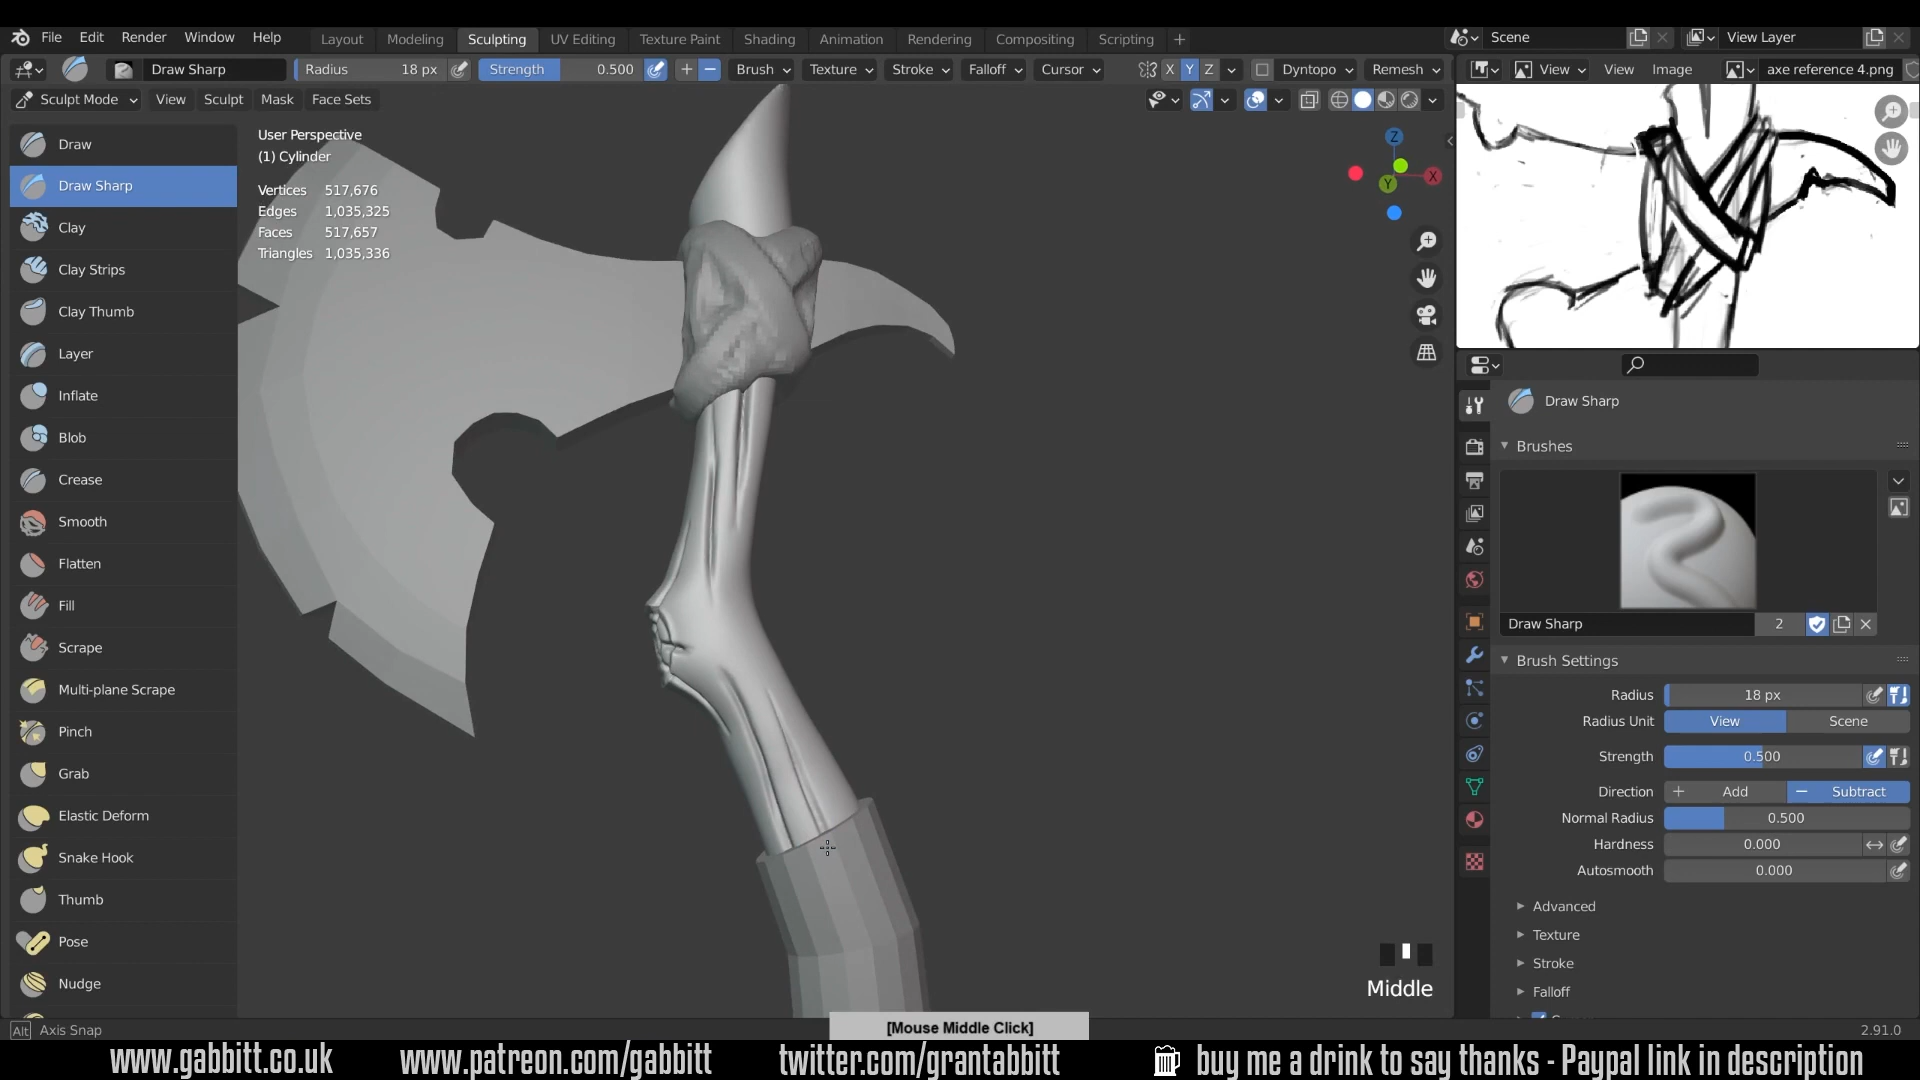 File Edit Render Window Help
Layout Modeling Sculpting UV Editing Texture Paint Shading Animation Rendering Compositing Scripting +
Scene View Layer
Draw Sharp Radius 18 px Strength 0.500 Brush Texture Stroke Falloff Cursor X Y Z Dyntopo Remesh
View View Image axe reference 4.png
Sculpt Mode View Sculpt Mask Face Sets
User Perspective
(1) Cylinder
Vertices 517,676
Edges 1,035,325
Faces 517,657
Triangles 1,035,336
Z
X
Y
Draw
Draw Sharp
Clay
Clay Strips
Clay Thumb
Layer
Inflate
Blob
Crease
Smooth
Flatten
Fill
Scrape
Multi-plane Scrape
Pinch
Grab
Elastic Deform
Snake Hook
Thumb
Pose
Nudge
Draw Sharp
Brushes
Draw Sharp 2
Brush Settings
Radius 18 px
Radius Unit View Scene
Strength 0.500
Direction + Add − Subtract
Normal Radius 0.500
Hardness 0.000
Autosmooth 0.000
Advanced
Texture
Stroke
Falloff
Middle
Alt Axis Snap
[Mouse Middle Click]
2.91.0
www.gabbitt.co.uk www.patreon.com/gabbitt twitter.com/grantabbitt buy me a drink to say thanks - Paypal link in description